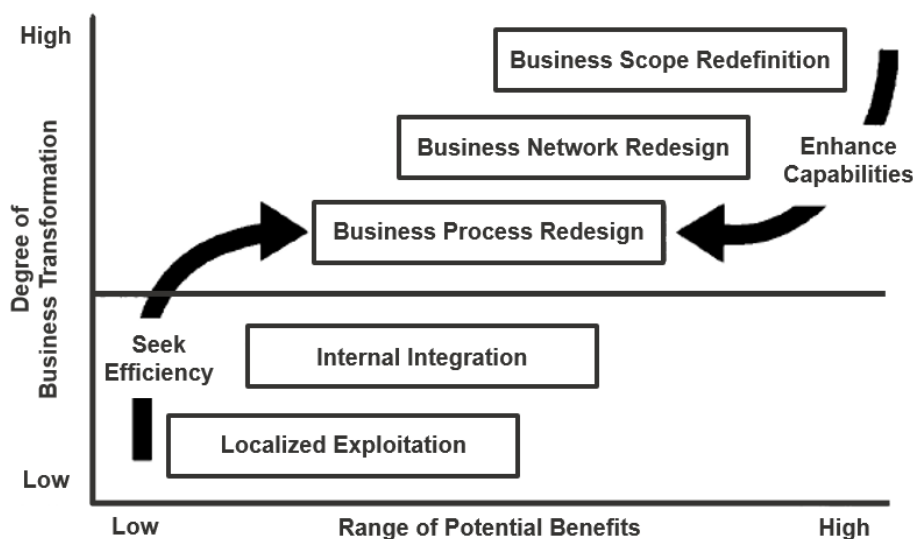 High
Business Scope Redefinition
Business Network Redesign
Enhance
Capabilities
Business Process Redesign
Degree of
Business Transformation
Seek
Efficiency
Internal Integration
Localized Exploitation
Low
Low
Range of Potential Benefits
High